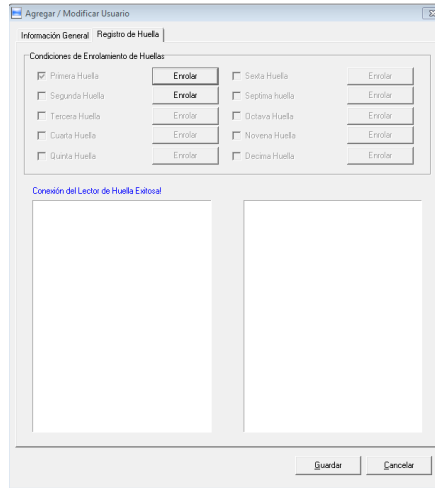 Agregar / Modificar Usuario
Información General Registro de Huella
Condiciones de Enrolamiento de Huellas
Primera Huella Enrolar Sexta Huella Enrolar
Segunda Huella Enrolar Septima huella Enrolar
Tercera Huella Enrolar Octava Huella Enrolar
Cuarta Huella Enrolar Novena Huella Enrolar
Quinta Huella Enrolar Decima Huella Enrolar
Conexión del Lector de Huella Exitosa!
Guardar Cancelar